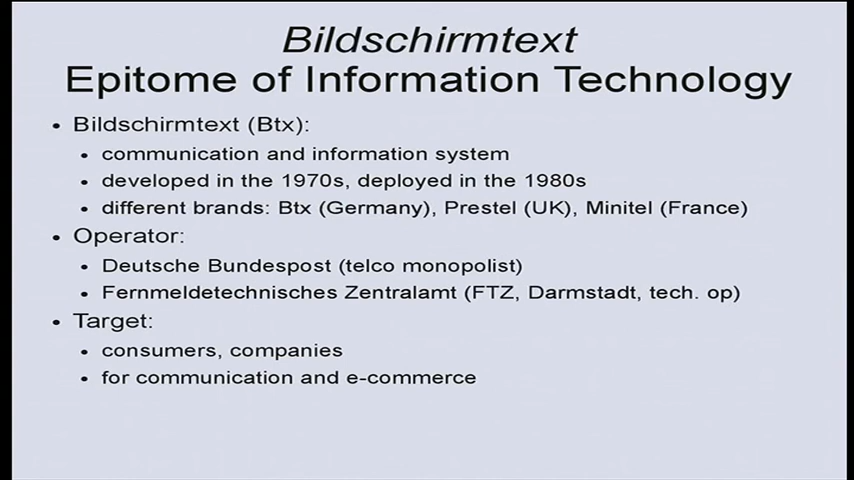 Bildschirmtext
Epitome of Information Technology
• Bildschirmtext (Btx):
• communication and information system
• developed in the 1970s, deployed in the 1980s
• different brands: Btx (Germany), Prestel (UK), Minitel (France)
• Operator:
• Deutsche Bundespost (telco monopolist)
• Fernmeldetechnisches Zentralamt (FTZ, Darmstadt, tech. op)
• Target:
• consumers, companies
• for communication and e-commerce